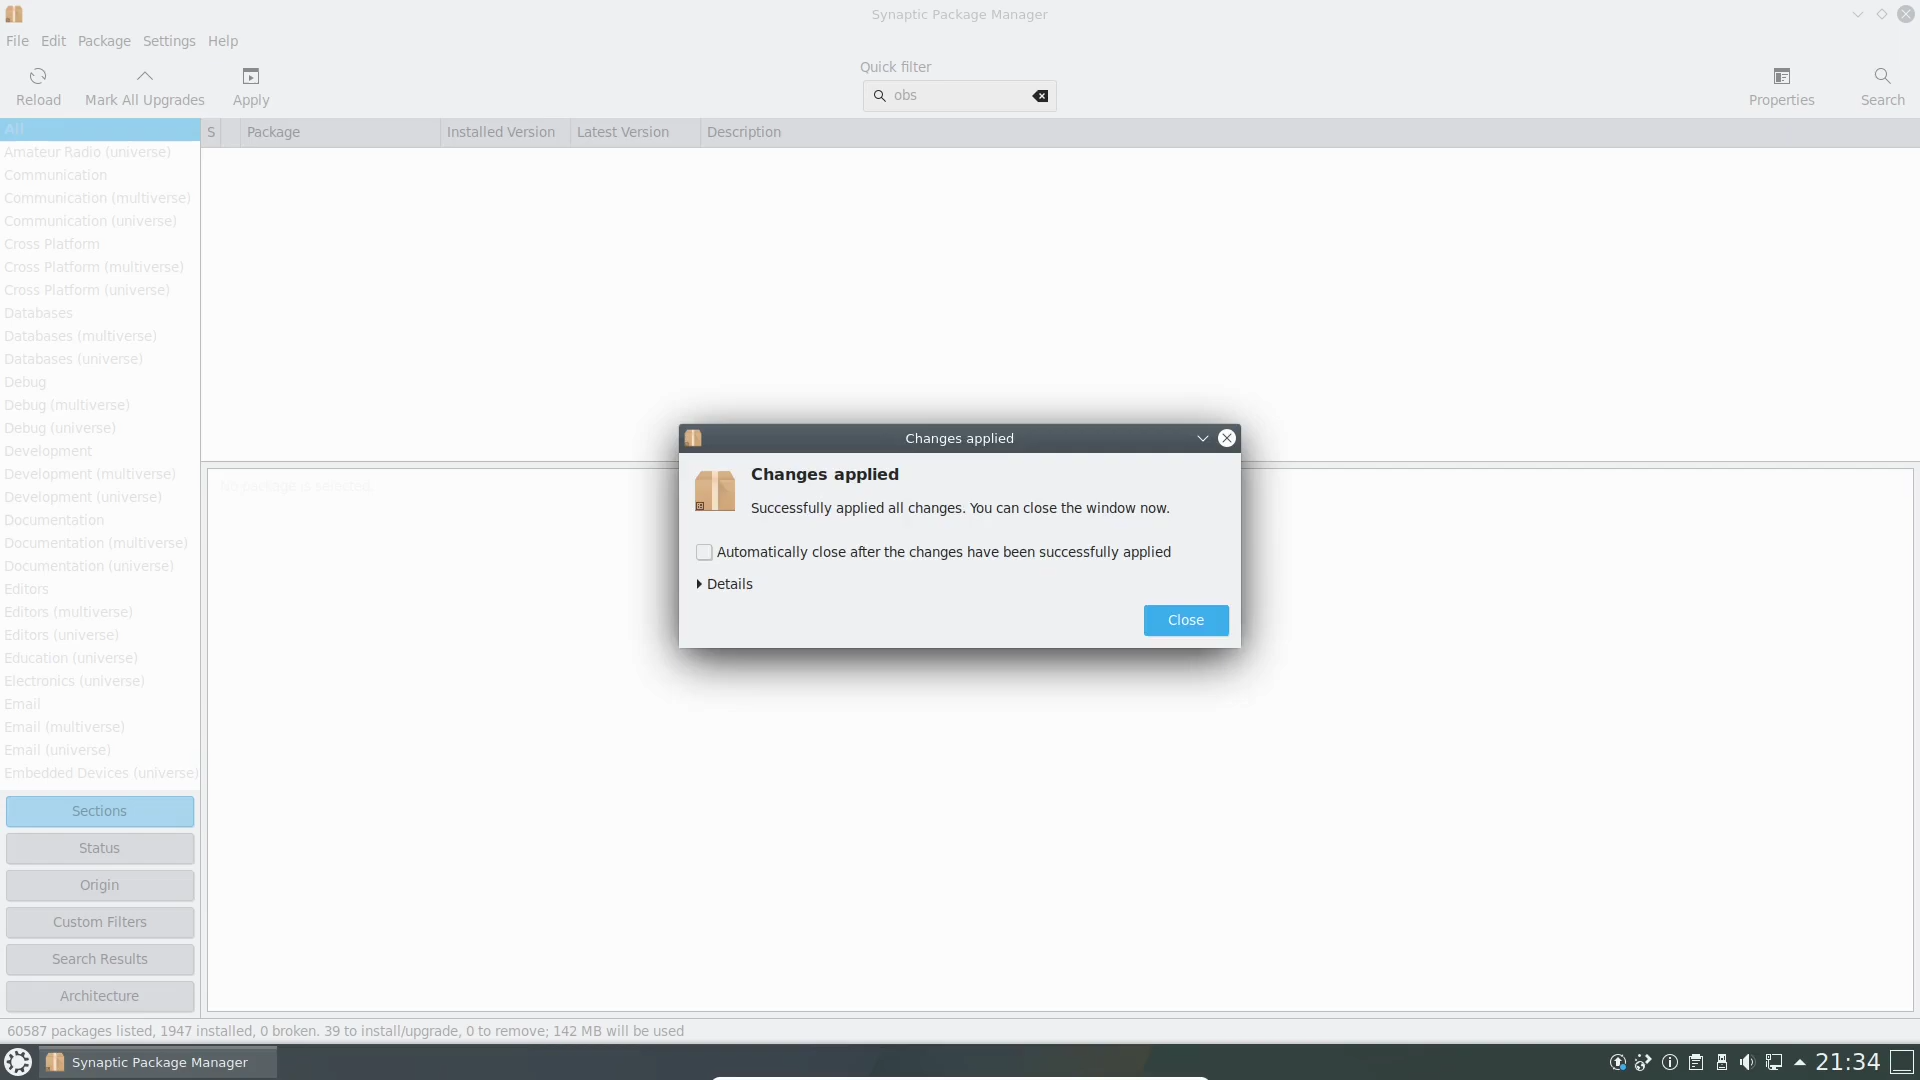 Synaptic Package Manager
File Edit Package Settings Help
Quick filter
Reload Mark All Upgrades Apply obs Properties Search
S Package Installed Version Latest Version Description
All
Amateur Radio (universe)
Communication
Communication (multiverse)
Communication (universe)
Cross Platform
Cross Platform (multiverse)
Cross Platform (universe)
Databases
Databases (multiverse)
Databases (universe)
Debug
Debug (multiverse)
Debug (universe)
Development
Development (multiverse)
Development (universe)
Documentation
Documentation (multiverse)
Documentation (universe)
Editors
Editors (multiverse)
Editors (universe)
Education (universe)
Electronics (universe)
Email
Email (multiverse)
Email (universe)
Embedded Devices (universe)
Sections
Status
Origin
Custom Filters
Search Results
Architecture
No package is selected.
Changes applied
Changes applied
Successfully applied all changes. You can close the window now.
Automatically close after the changes have been successfully applied
Details
Close
60587 packages listed, 1947 installed, 0 broken. 39 to install/upgrade, 0 to remove; 142 MB will be used
Synaptic Package Manager
21:34